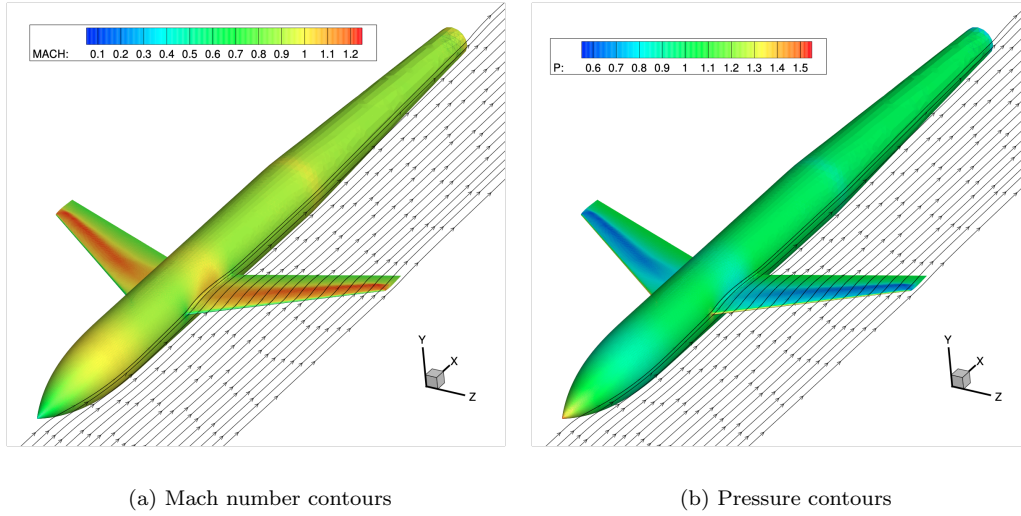 MACH: 0.1 0.2 0.3 0.4 0.5 0.6 0.7 0.8 0.9 1 1.1 1.2
P: 0.6 0.7 0.8 0.9 1 1.1 1.2 1.3 1.4 1.5
Y
X
Z
Y
X
Z
(a) Mach number contours
(b) Pressure contours